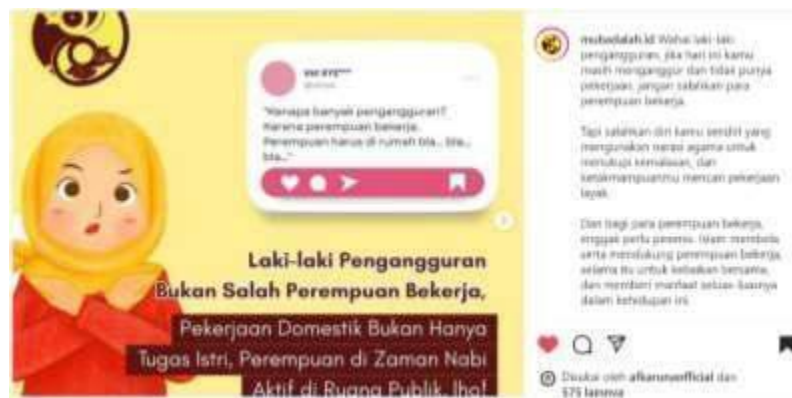 "Kenapa banyak pengangguran?
Karena perempuan bekerja.
Perempuan harus di rumah bla... bla...
bla..."
Laki-laki Pengangguran
Bukan Salah Perempuan Bekerja,
Pekerjaan Domestik Bukan Hanya
Tugas Istri, Perempuan di Zaman Nabi
Aktif di Ruang Publik, lho!
mubadalah.id Wahai laki-laki
pengangguran, jika hari ini kamu
masih menganggur dan tidak punya
pekerjaan, jangan salahkan para
perempuan bekerja.
Tapi salahkan diri kamu sendiri yang
mengunakan narasi agama untuk
menutupi kemalasan, dan
ketakmampuanmu mencari pekerjaan
layak.
Dan bagi para perempuan bekerja,
enggak perlu pesimis. Islam membela
serta mendukung perempuan bekerja,
selama itu untuk kebaikan bersama,
dan memberi manfaat seluas-luasnya
dalam kehidupan ini.
Disukai oleh afkarunaofficial dan
575 lainnya